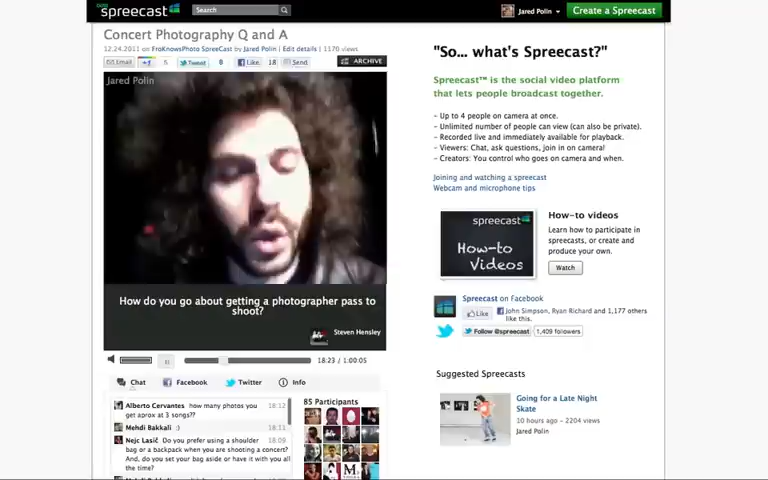 spreecast
Search
Jared Polin
Create a Spreecast
Concert Photography Q and A
12.24.2011 on FroKnowsPhoto SpreeCast by Jared Polin | Edit details | 1170 views
Email
+1
5
Tweet
8
Like
18
Send
ARCHIVE
Jared Polin
How do you go about getting a photographer pass to
shoot?
Steven Hensley
18:23 / 1:00:05
Chat
Facebook
Twitter
Info
Alberto Cervantes how many photos you
get aprox at 3 songs??
18:12
Mehdi Bakkali :)
18:11
Nejc Lasič Do you prefer using a shoulder
bag or a backpack when you are shooting a concert?
And, do you set your bag aside or have it with you all
the time?
18:09
85 Participants
"So... what's Spreecast?"
Spreecast™ is the social video platform
that lets people broadcast together.
- Up to 4 people on camera at once.
- Unlimited number of people can view (can also be private).
- Recorded live and immediately available for playback.
- Viewers: Chat, ask questions, join in on camera!
- Creators: You control who goes on camera and when.
Joining and watching a spreecast
Webcam and microphone tips
spreecast
How-to
Videos
How-to videos
Learn how to participate in
spreecasts, or create and
produce your own.
Watch
Spreecast on Facebook
Like
John Simpson, Ryan Richard and 1,177 others
like this.
Follow @spreecast
1,409 followers
Suggested Spreecasts
Going for a Late Night
Skate
10 hours ago - 2204 views
Jared Polin